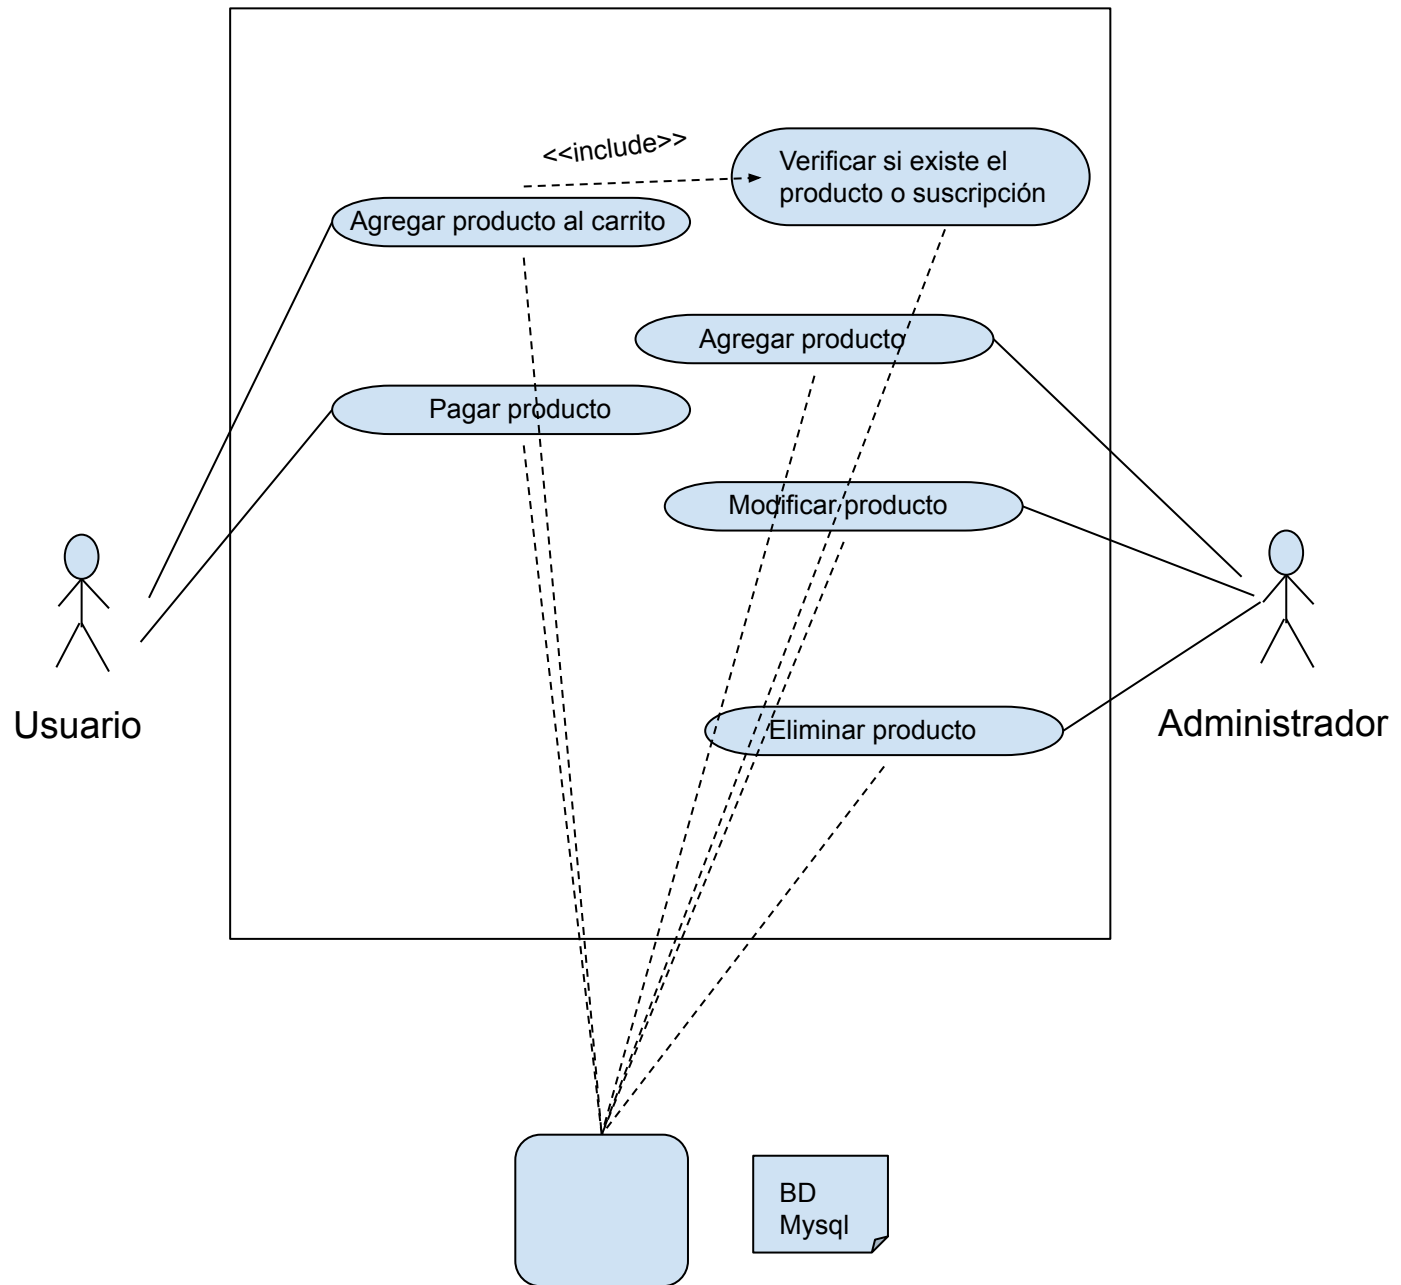 <<include>>
Verificar si existe el
producto o suscripción
Agregar producto al carrito
Agregar producto
Pagar producto
Modificar producto
Usuario
Eliminar producto
Administrador
BD
Mysql